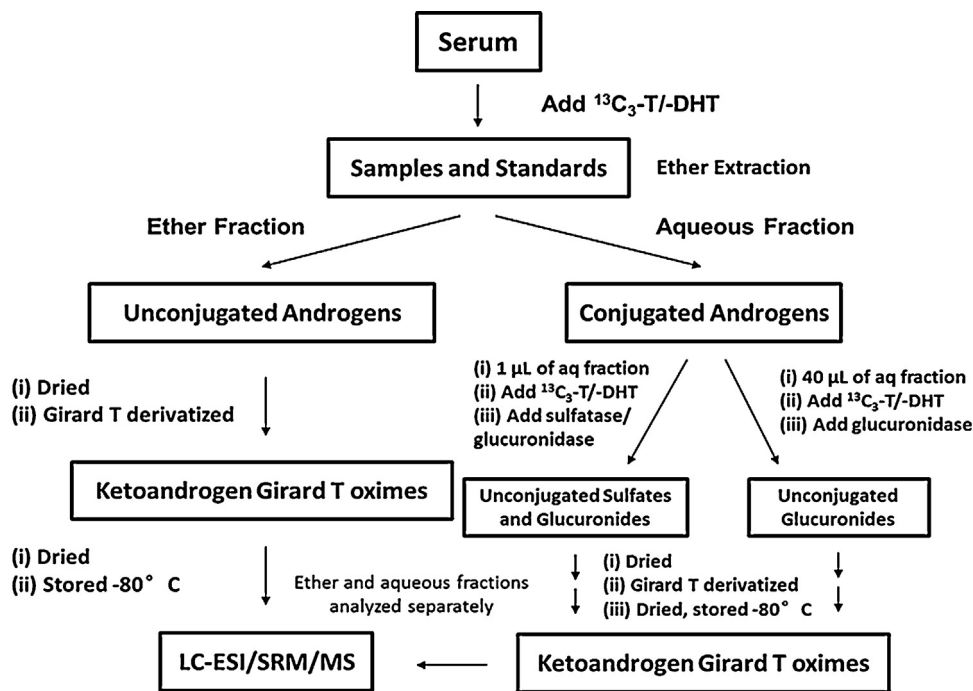 Serum
Add ¹³C₃-T/-DHT
Samples and Standards
Ether Extraction
Ether Fraction
Aqueous Fraction
Unconjugated Androgens
Conjugated Androgens
(i) Dried
(ii) Girard T derivatized
(i) 1 µL of aq fraction
(ii) Add ¹³C₃-T/-DHT
(iii) Add sulfatase/
glucuronidase
(i) 40 µL of aq fraction
(ii) Add ¹³C₃-T/-DHT
(iii) Add glucuronidase
Ketoandrogen Girard T oximes
Unconjugated Sulfates
and Glucuronides
Unconjugated
Glucuronides
(i) Dried
(ii) Stored -80° C
Ether and aqueous fractions
analyzed separately
(i) Dried
(ii) Girard T derivatized
(iii) Dried, stored -80° C
LC-ESI/SRM/MS
Ketoandrogen Girard T oximes